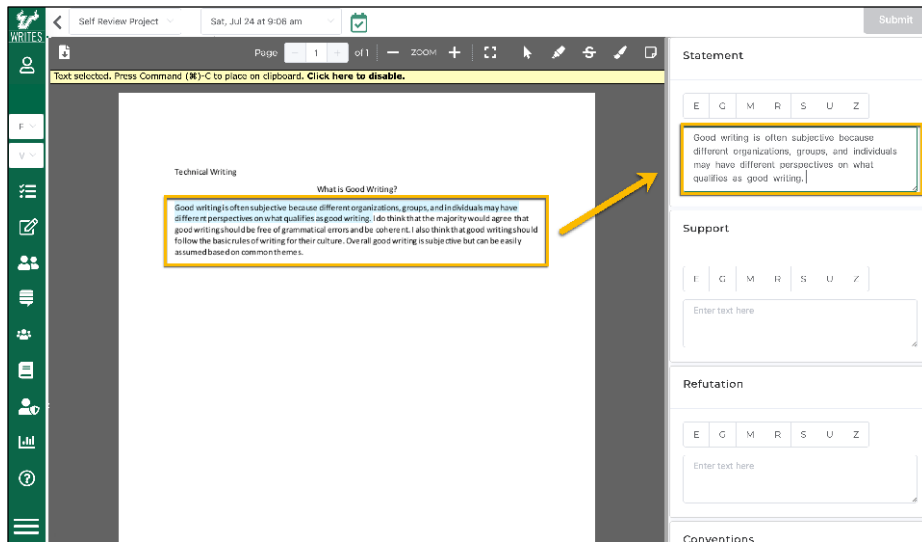 WRITES
Self Review Project
Sat, Jul 24 at 9:08 am
Submit
Page
1
of 1
ZOOM
Text selected. Press Command (⌘)-C to place on clipboard. Click here to disable.
F
V
Technical Writing
What is Good Writing?
Good writing is often subjective because different organizations, groups, and individuals may have
different perspectives on what qualifies as good writing. I do think that the majority would agree that
good writing should be free of grammatical errors and be coherent. I also think that good writing should
follow the basic rules of writing for their culture. Overall good writing is subjective but can be easily
assumed based on common themes.
Statement
E G M R S U Z
Good writing is often subjective because
different organizations, groups, and individuals
may have different perspectives on what
qualifies as good writing.
Support
E G M R S U Z
Enter text here
Refutation
E G M R S U Z
Enter text here
Conventions